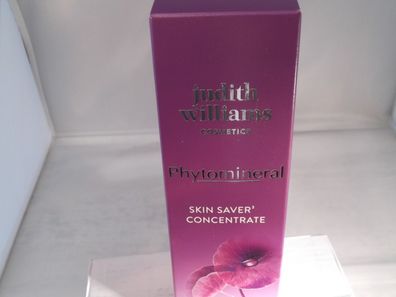 judith
williams
COSMETICS
Phytomineral
SKIN SAVER'
CONCENTRATE